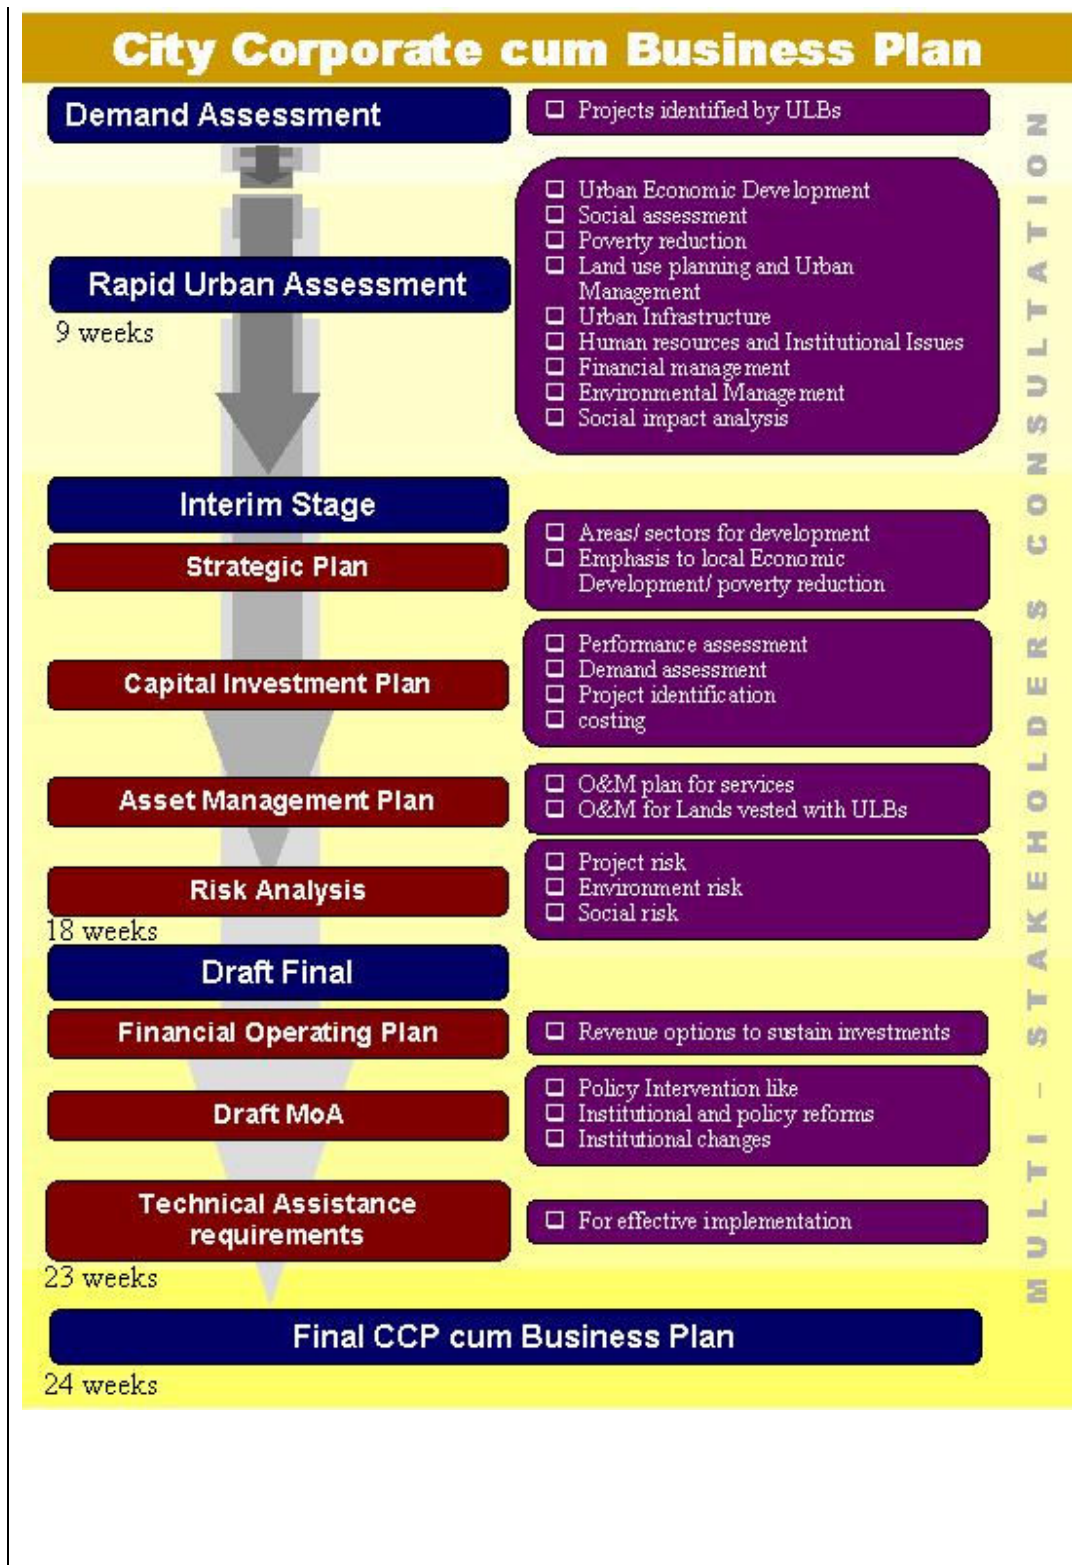 City Corporate cum Business Plan
Demand Assessment
Projects identified by ULBs
Rapid Urban Assessment
9 weeks
Urban Economic Development
Social assessment
Poverty reduction
Land use planning and Urban
Management
Urban Infrastructure
Human resources and Institutional Issues
Financial management
Environmental Management
Social impact analysis
Interim Stage
Strategic Plan
Areas/ sectors for development
Emphasis to local Economic
Development/ poverty reduction
Capital Investment Plan
Performance assessment
Demand assessment
Project identification
costing
Asset Management Plan
O&M plan for services
O&M for Lands vested with ULBs
Risk Analysis
18 weeks
Project risk
Environment risk
Social risk
Draft Final
Financial Operating Plan
Revenue options to sustain investments
Draft MoA
Policy Intervention like
Institutional and policy reforms
Institutional changes
Technical Assistance
requirements
For effective implementation
23 weeks
Final CCP cum Business Plan
24 weeks
MULTI – STAKEHOLDERS CONSULTATION